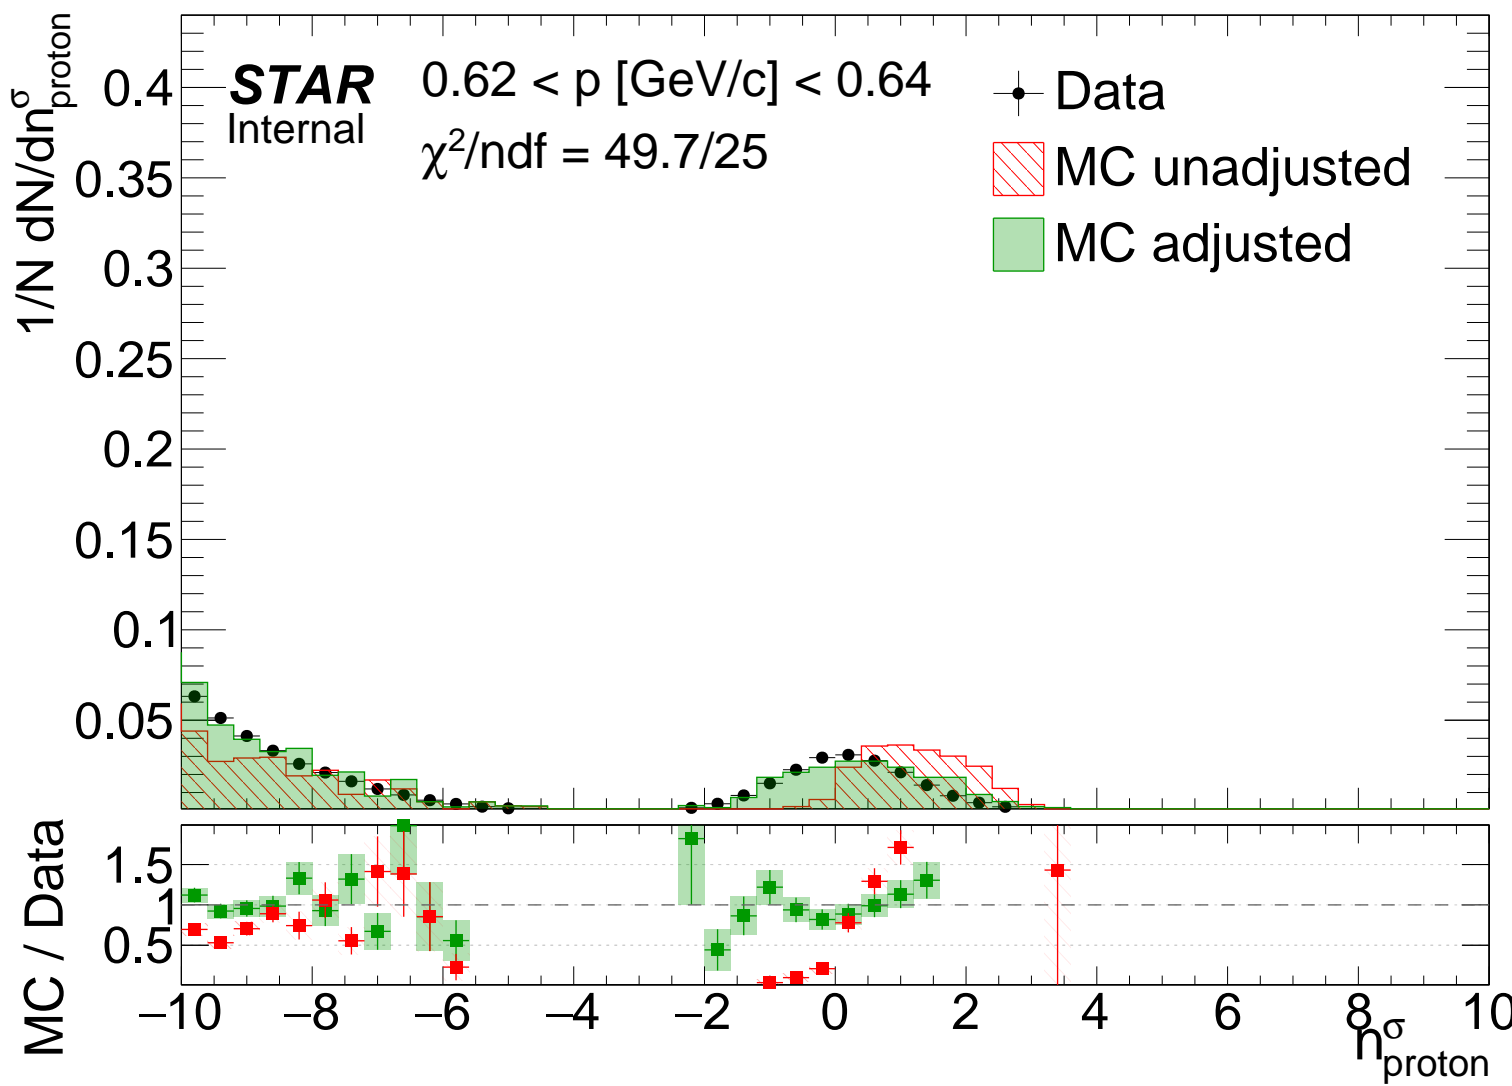 1/N dN/dn^σ_proton
STAR
Internal
0.62 < p [GeV/c] < 0.64
χ²/ndf = 49.7/25
Data
MC unadjusted
MC adjusted
0.4
0.35
0.3
0.25
0.2
0.15
0.1
0.05
MC / Data
1.5
1
0.5
−10 −8 −6 −4 −2 0 2 4 6 8 10
n^σ_proton